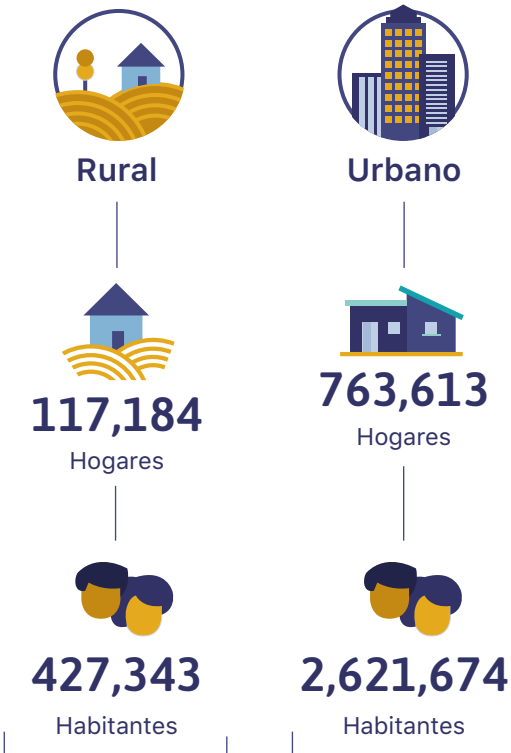 Rural
Urbano
117,184
Hogares
763,613
Hogares
427,343
Habitantes
2,621,674
Habitantes